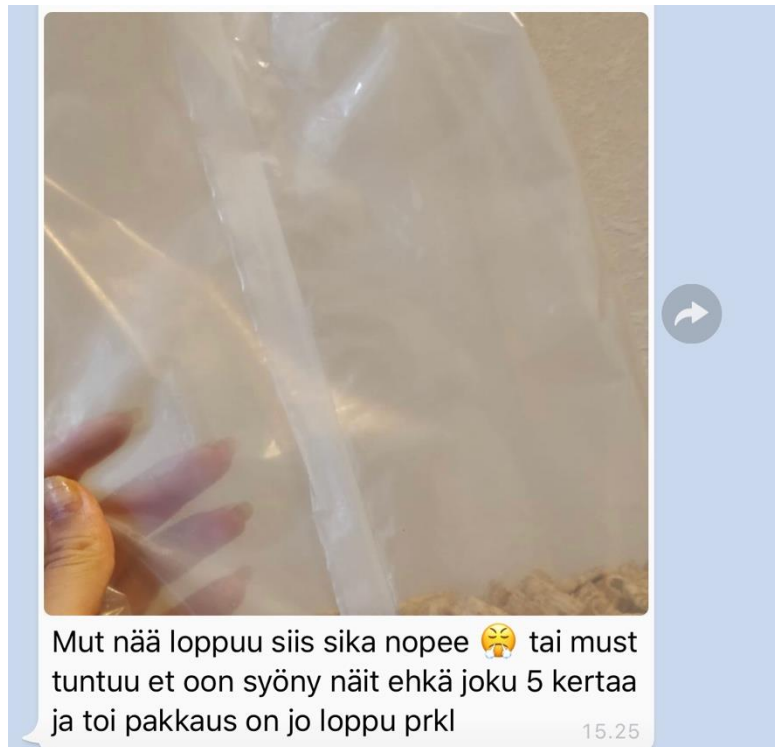 Mut nää loppuu siis sika nopee 😤 tai must
tuntuu et oon syöny näit ehkä joku 5 kertaa
ja toi pakkaus on jo loppu prkl
15.25